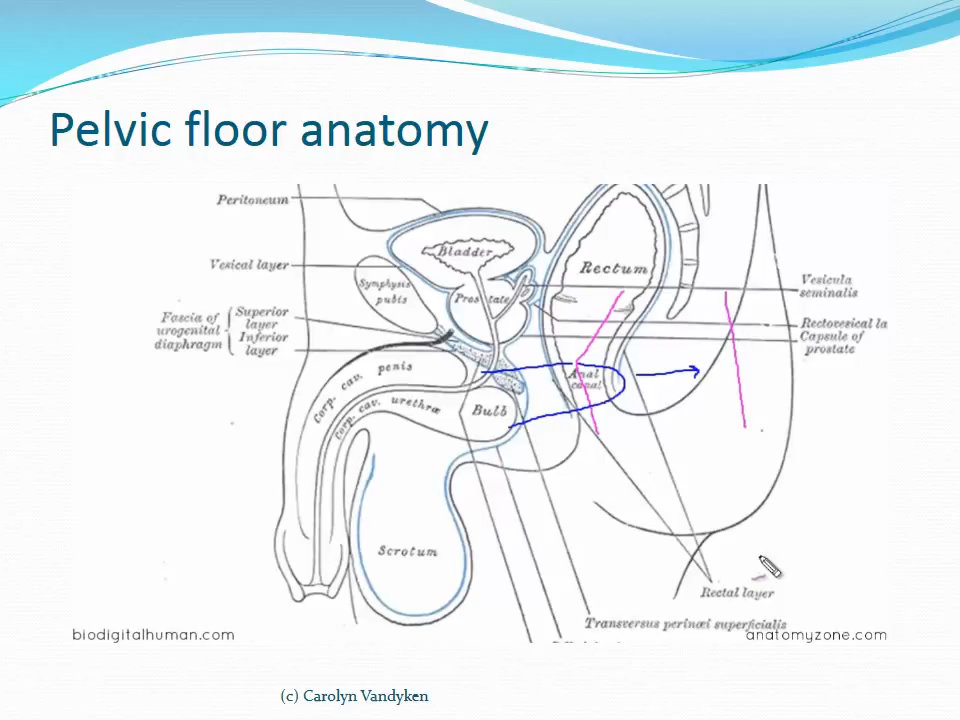 Pelvic floor anatomy
Peritoneum
Bladder
Rectum
Vesical layer
Symphysis
pubis
Prostate
Vesicula
seminalis
Fascia of
urogenital
diaphragm
Superior
layer
Inferior
layer
Rectovesical la
Capsule of
prostate
Corp. cav. penis
Corp. cav. urethræ
Anal
canal
Bulb
Scrotum
Rectal layer
Transversus perinæi superficialis
biodigitalhuman.com
anatomyzone.com
(c) Carolyn Vandyken